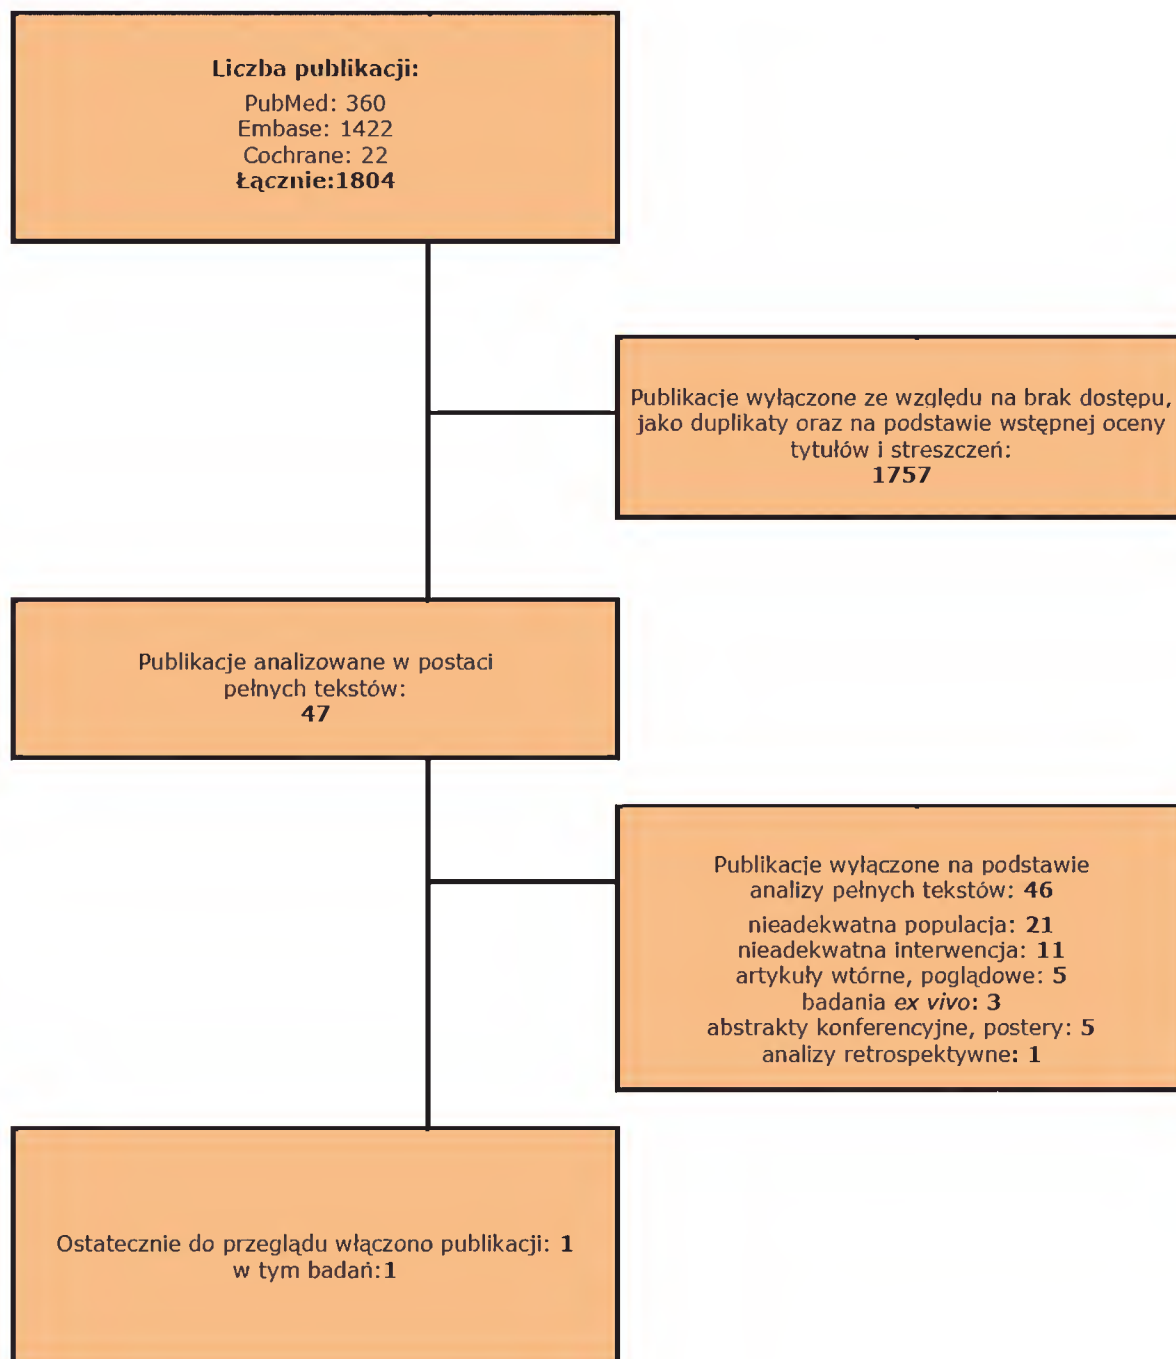 Liczba publikacji:
PubMed: 360
Embase: 1422
Cochrane: 22
Łącznie:1804
Publikacje wyłączone ze względu na brak dostępu,
jako duplikaty oraz na podstawie wstępnej oceny
tytułów i streszczeń:
1757
Publikacje analizowane w postaci
pełnych tekstów:
47
Publikacje wyłączone na podstawie
analizy pełnych tekstów: 46
nieadekwatna populacja: 21
nieadekwatna interwencja: 11
artykuły wtórne, poglądowe: 5
badania ex vivo: 3
abstrakty konferencyjne, postery: 5
analizy retrospektywne: 1
Ostatecznie do przeglądu włączono publikacji: 1
w tym badań:1